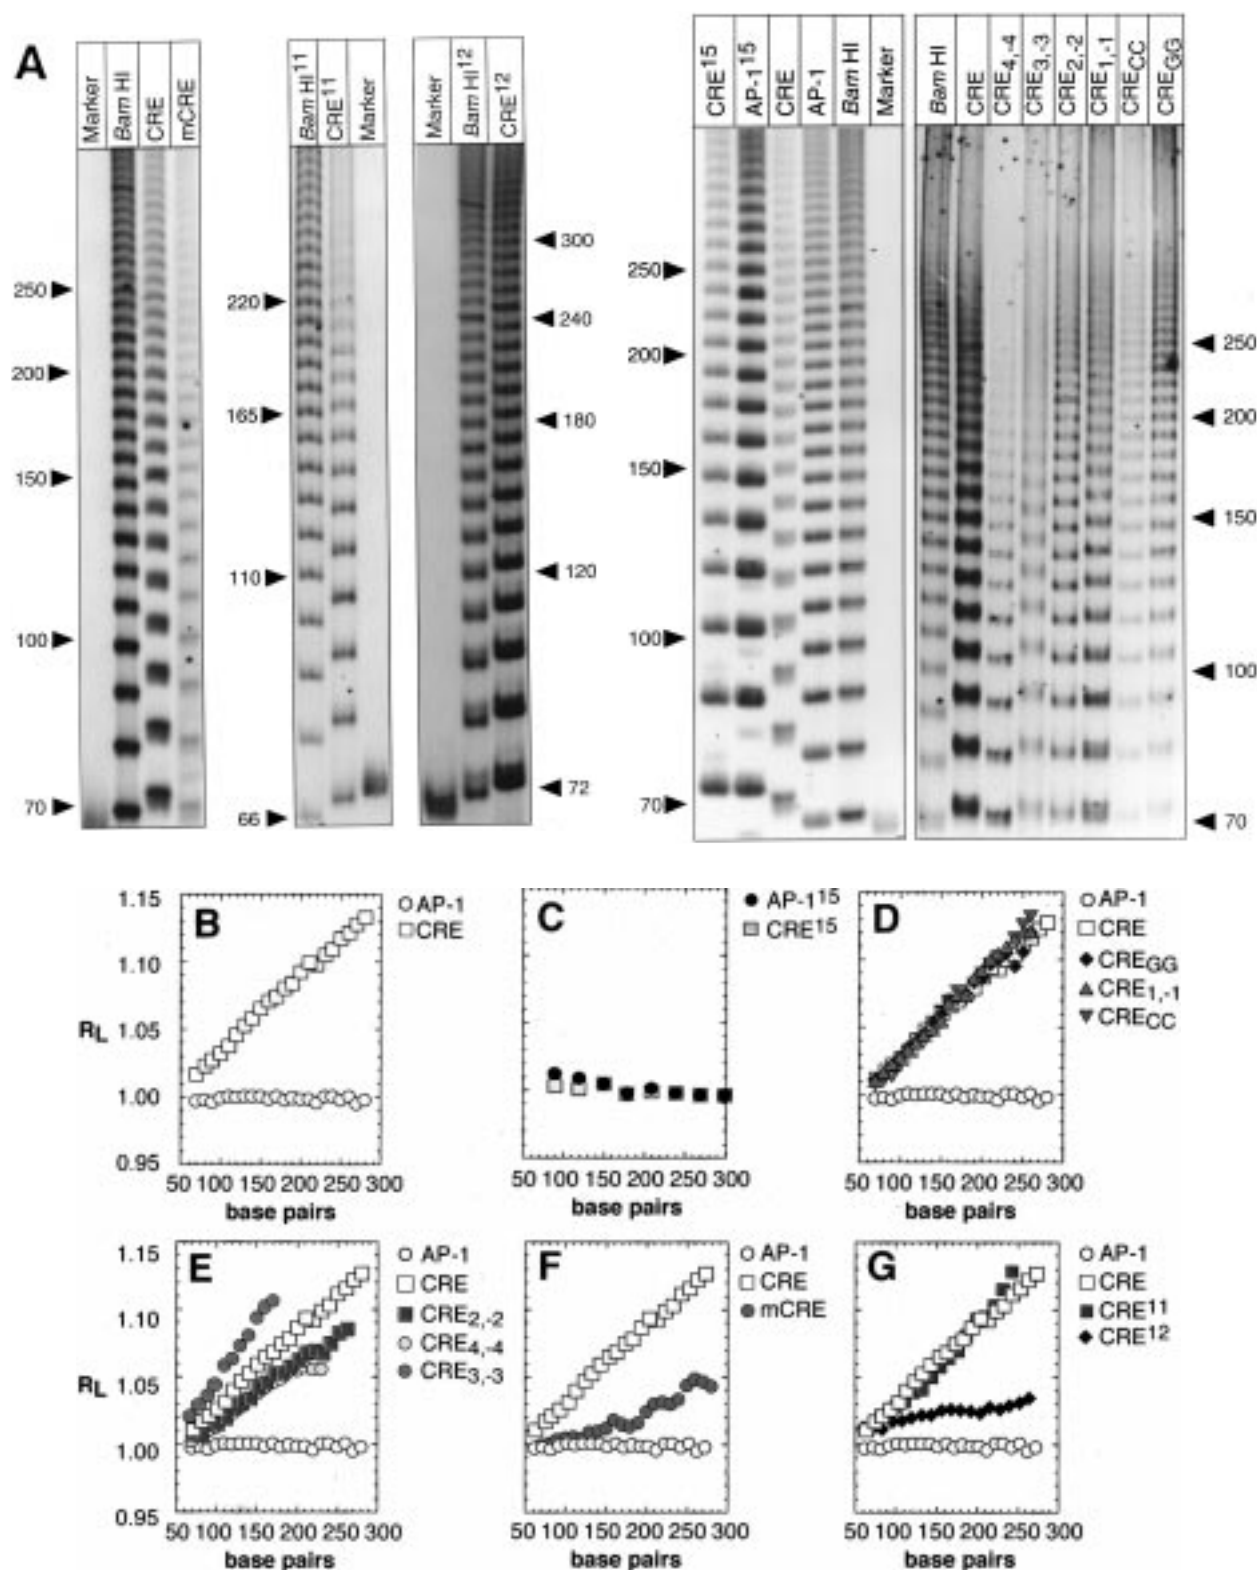 A
Marker
Bam HI
CRE
mCRE
250
200
150
100
70
Bam HI11
CRE11
Marker
220
165
110
66
Marker
Bam HI12
CRE12
300
240
180
120
72
CRE15
AP-115
CRE
AP-1
Bam HI
Marker
250
200
150
100
70
Bam HI
CRE
CRE4,-4
CRE3,-3
CRE2,-2
CRE1,-1
CRECC
CREGG
250
200
150
100
70
B
AP-1
CRE
1.15
1.10
1.05
1.00
0.95
RL
50 100 150 200 250 300
base pairs
C
AP-115
CRE15
50 100 150 200 250 300
base pairs
D
AP-1
CRE
CREGG
CRE1,-1
CRECC
50 100 150 200 250 300
base pairs
E
AP-1
CRE
CRE2,-2
CRE4,-4
CRE3,-3
1.15
1.10
1.05
1.00
0.95
RL
50 100 150 200 250 300
base pairs
F
AP-1
CRE
mCRE
50 100 150 200 250 300
base pairs
G
AP-1
CRE
CRE11
CRE12
50 100 150 200 250 300
base pairs